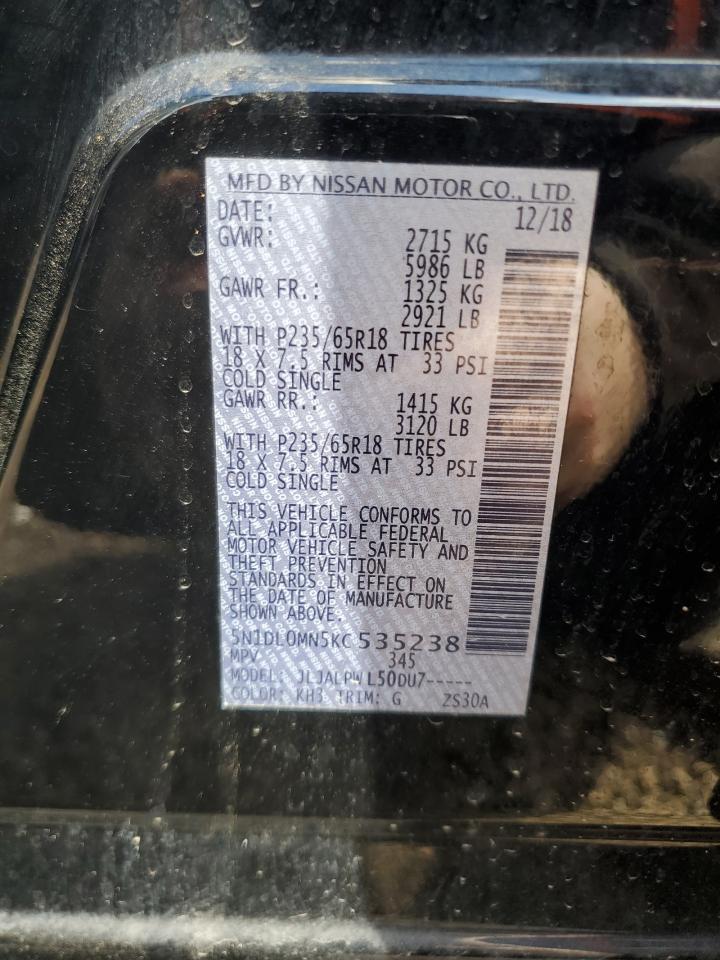 MFD BY NISSAN MOTOR CO., LTD.
DATE: 12/18
GVWR: 2715 KG
5986 LB
GAWR FR.: 1325 KG
2921 LB
WITH P235/65R18 TIRES
18 X 7.5 RIMS AT 33 PSI
COLD SINGLE
GAWR RR.: 1415 KG
3120 LB
WITH P235/65R18 TIRES
18 X 7.5 RIMS AT 33 PSI
COLD SINGLE
THIS VEHICLE CONFORMS TO
ALL APPLICABLE FEDERAL
MOTOR VEHICLE SAFETY AND
THEFT PREVENTION
STANDARDS IN EFFECT ON
THE DATE OF MANUFACTURE
SHOWN ABOVE.
5N1DL0MN5KC535238
MPV 345
MODEL: JLJALPWL50DU7-----
COLOR: KH3 TRIM: G ZS30A